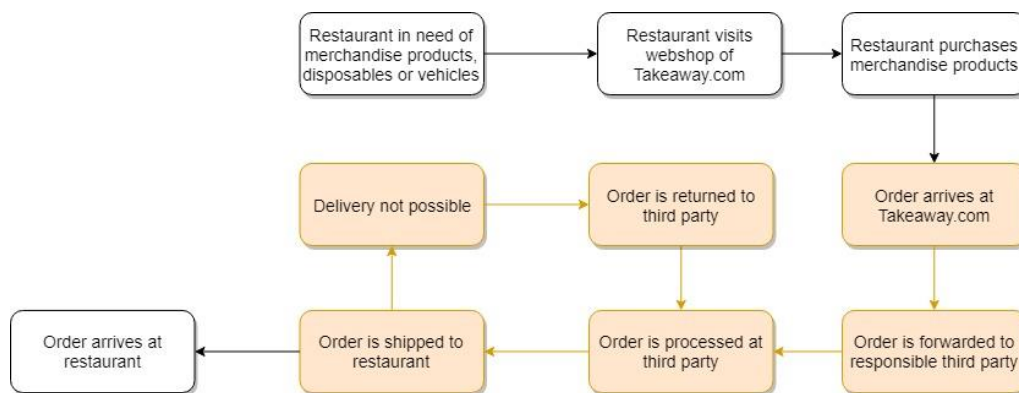 Restaurant in need of
merchandise products,
disposables or vehicles
Restaurant visits
webshop of
Takeaway.com
Restaurant purchases
merchandise products
Delivery not possible
Order is returned to
third party
Order arrives at
Takeaway.com
Order arrives at
restaurant
Order is shipped to
restaurant
Order is processed at
third party
Order is forwarded to
responsible third party